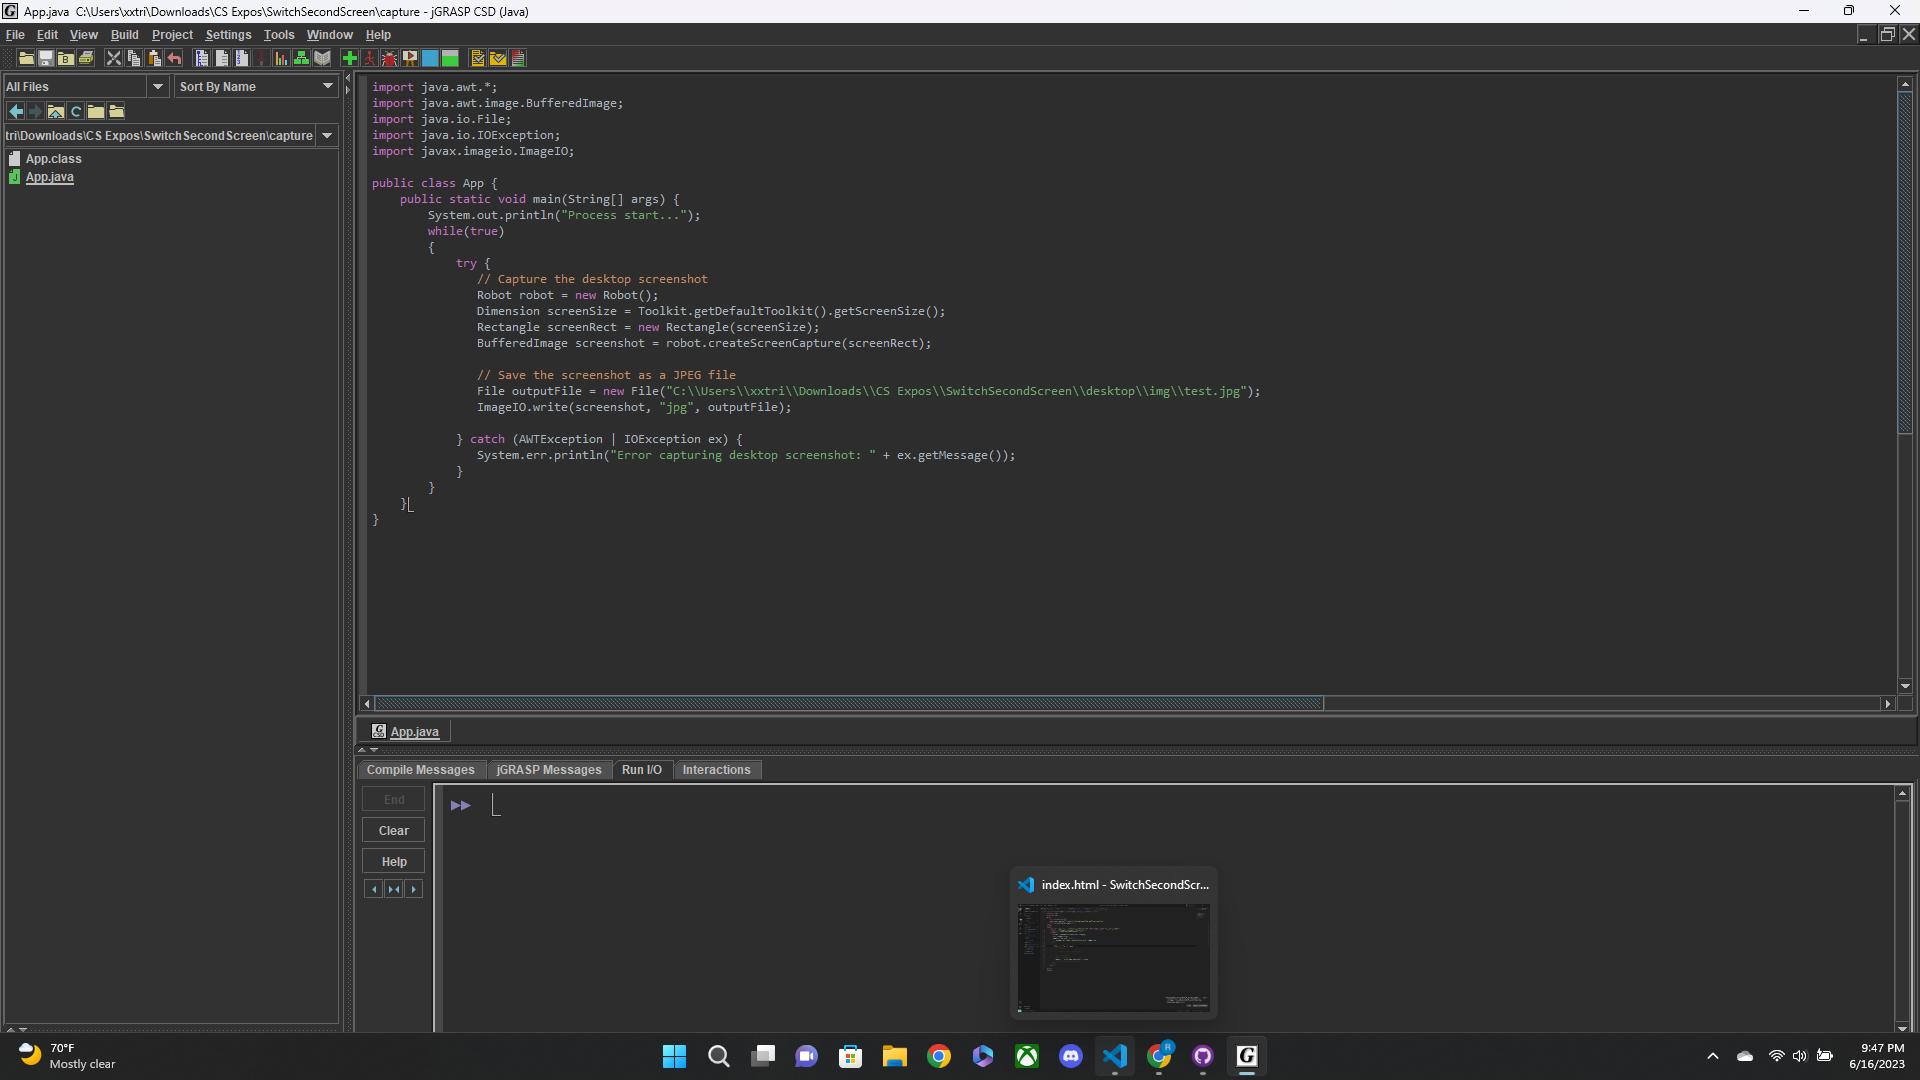 App.java  C:\Users\xxtri\Downloads\CS Expos\SwitchSecondScreen\capture - jGRASP CSD (Java)
File Edit View Build Project Settings Tools Window Help
All Files
Sort By Name
tri\Downloads\CS Expos\SwitchSecondScreen\capture
App.class
App.java
import java.awt.*;
import java.awt.image.BufferedImage;
import java.io.File;
import java.io.IOException;
import javax.imageio.ImageIO;
public class App {
public static void main(String[] args) {
System.out.println("Process start...");
while(true)
{
try {
// Capture the desktop screenshot
Robot robot = new Robot();
Dimension screenSize = Toolkit.getDefaultToolkit().getScreenSize();
Rectangle screenRect = new Rectangle(screenSize);
BufferedImage screenshot = robot.createScreenCapture(screenRect);
// Save the screenshot as a JPEG file
File outputFile = new File("C:\\Users\\xxtri\\Downloads\\CS Expos\\SwitchSecondScreen\\desktop\\img\\test.jpg");
ImageIO.write(screenshot, "jpg", outputFile);
} catch (AWTException | IOException ex) {
System.err.println("Error capturing desktop screenshot: " + ex.getMessage());
}
}
}
}
App.java
Compile Messages jGRASP Messages Run I/O Interactions
End
Clear
Help
index.html - SwitchSecondScr...
70°F
Mostly clear
R
9:47 PM
6/16/2023